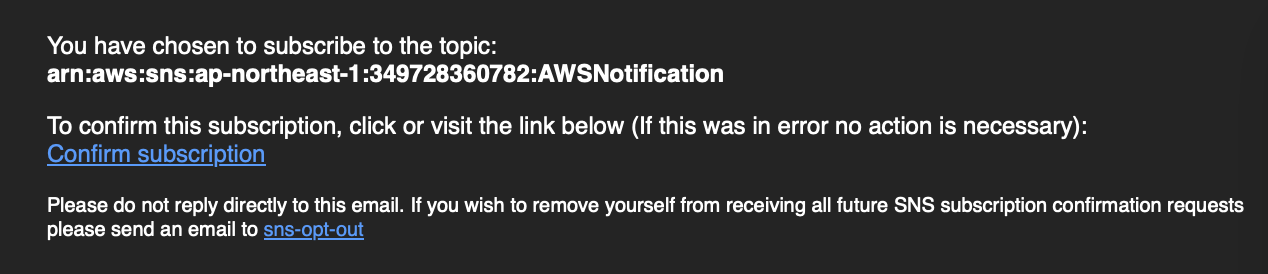 You have chosen to subscribe to the topic:
arn:aws:sns:ap-northeast-1:349728360782:AWSNotification
To confirm this subscription, click or visit the link below (If this was in error no action is necessary):
Confirm subscription
Please do not reply directly to this email. If you wish to remove yourself from receiving all future SNS subscription confirmation requests
please send an email to sns-opt-out